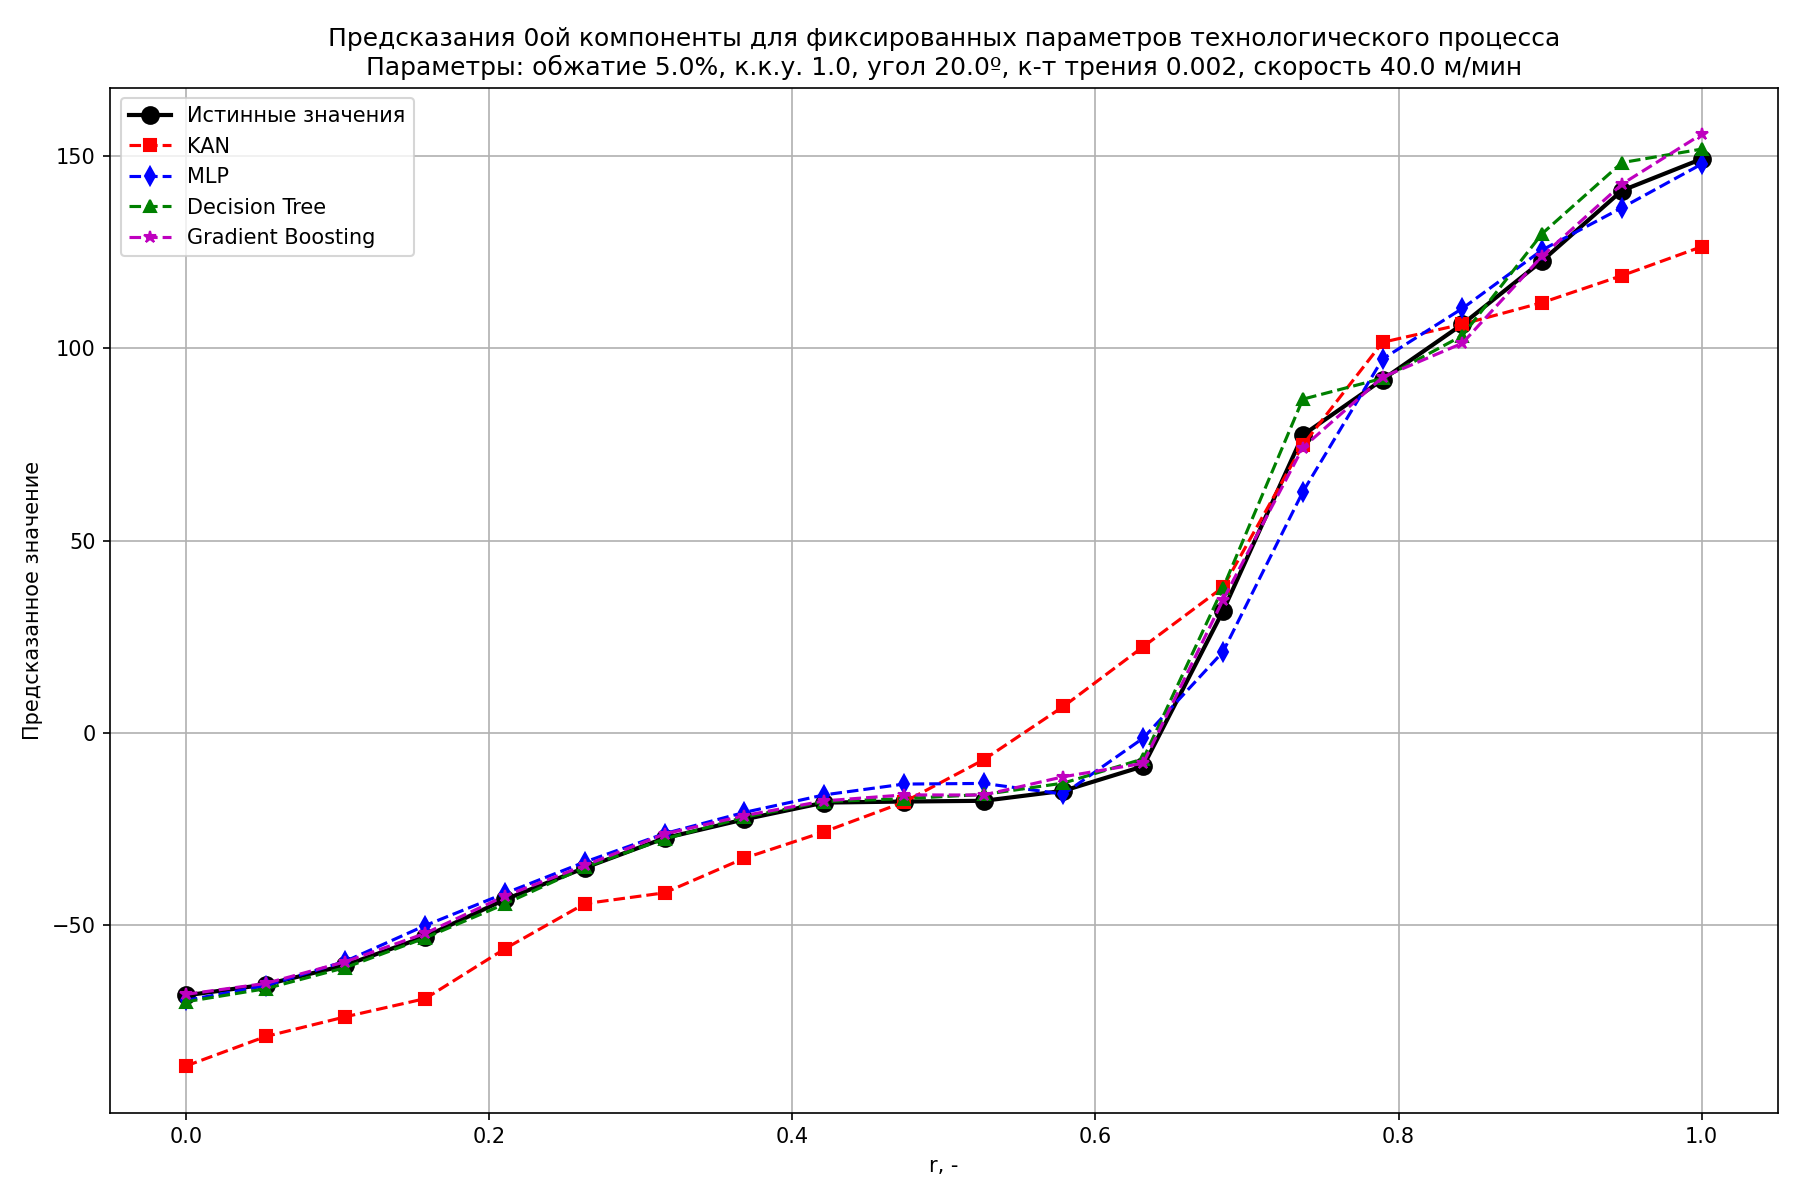 Предсказания 0ой компоненты для фиксированных параметров технологического процесса
Параметры: обжатие 5.0%, к.к.у. 1.0, угол 20.0º, к-т трения 0.002, скорость 40.0 м/мин
Истинные значения
KAN
MLP
Decision Tree
Gradient Boosting
Предсказанное значение
150
100
50
0
−50
0.0 0.2 0.4 0.6 0.8 1.0
r, -